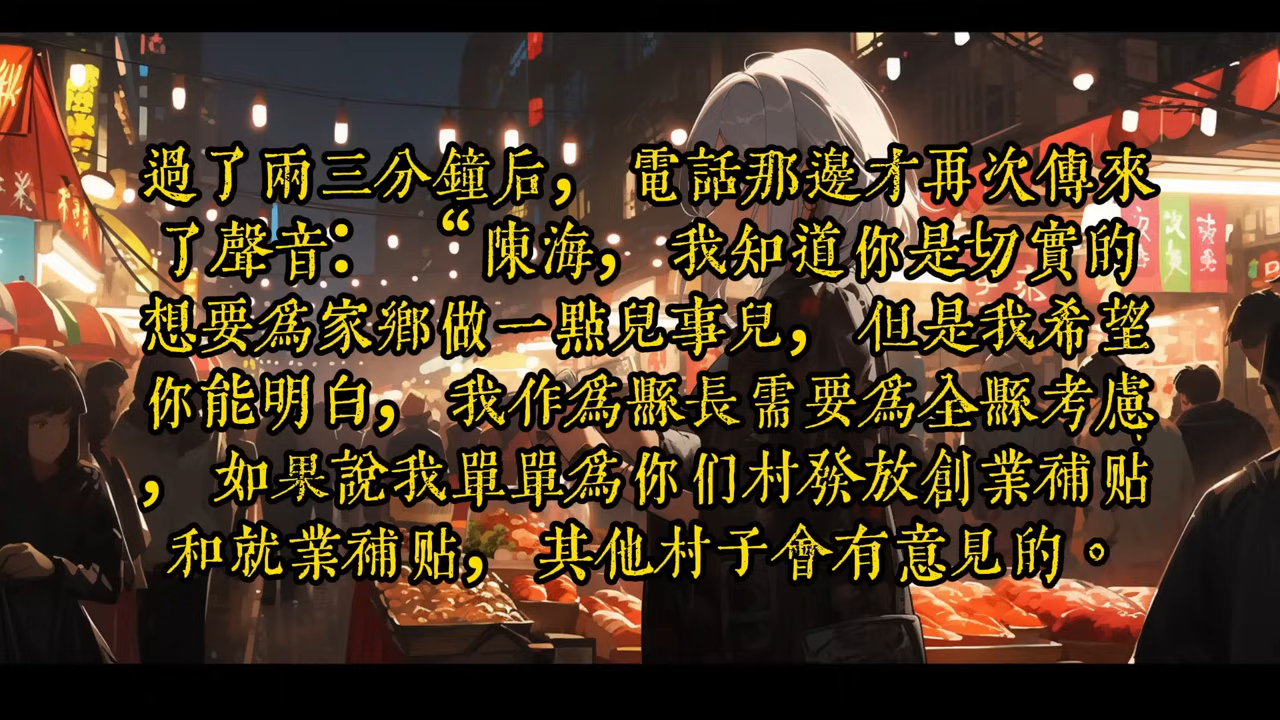 過了兩三分鐘后， 電話那邊才再次傳來
了聲音： “陳海， 我知道你是切實的
想要爲家鄉做一點兒事兒， 但是我希望
你能明白， 我作爲縣長需要爲全縣考慮
， 如果說我單單爲你们村發放創業補贴
和就業補贴， 其他村子會有意見的。